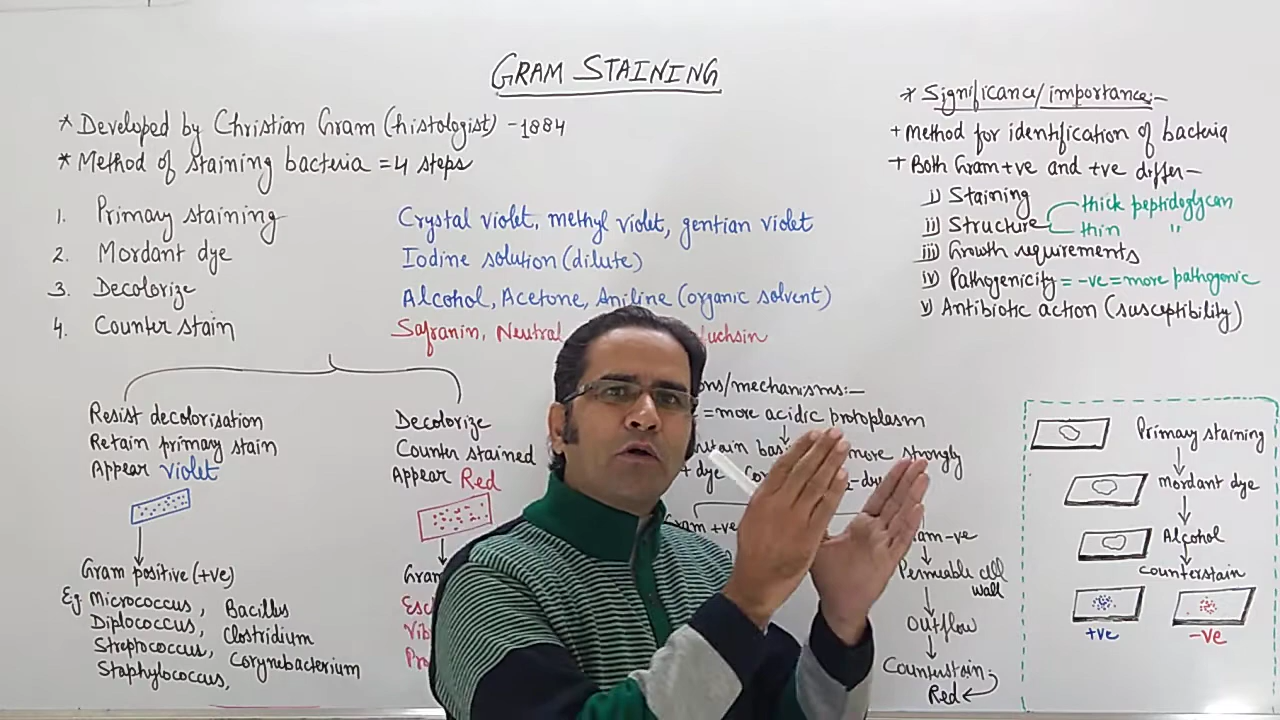 GRAM STAINING
* Developed by Christian Gram (histologist) - 1884
* Method of staining bacteria = 4 steps
1. Primary staining Crystal violet, methyl violet, gentian violet
2. Mordant dye Iodine solution (dilute)
3. Decolorize Alcohol, Acetone, Aniline (organic solvent)
4. Counter stain Safranin, Neutral
Resist decolorisation
Retain primary stain
Appear violet
Gram positive (+ve)
Eg Micrococcus, Bacillus
Diplococcus, Clostridium
Streptococcus, Corynebacterium
Staphylococcus,
Decolorize
Counter stained
Appear Red
= more acidic protoplasm
more strongly
+ dye
Gram +ve
Permeable cell
wall
Outflow
Counterstain
Red
* Significance/importance:-
+ Method for identification of bacteria
+ Both Gram +ve and +ve differ -
i) Staining
ii) Structure thick peptidoglycan
thin "
iii) Growth requirements
iv) Pathogenicity = -ve = more pathogenic
v) Antibiotic action (susceptibility)
Primary staining
Mordant dye
Alcohol
counterstain
+ve -ve